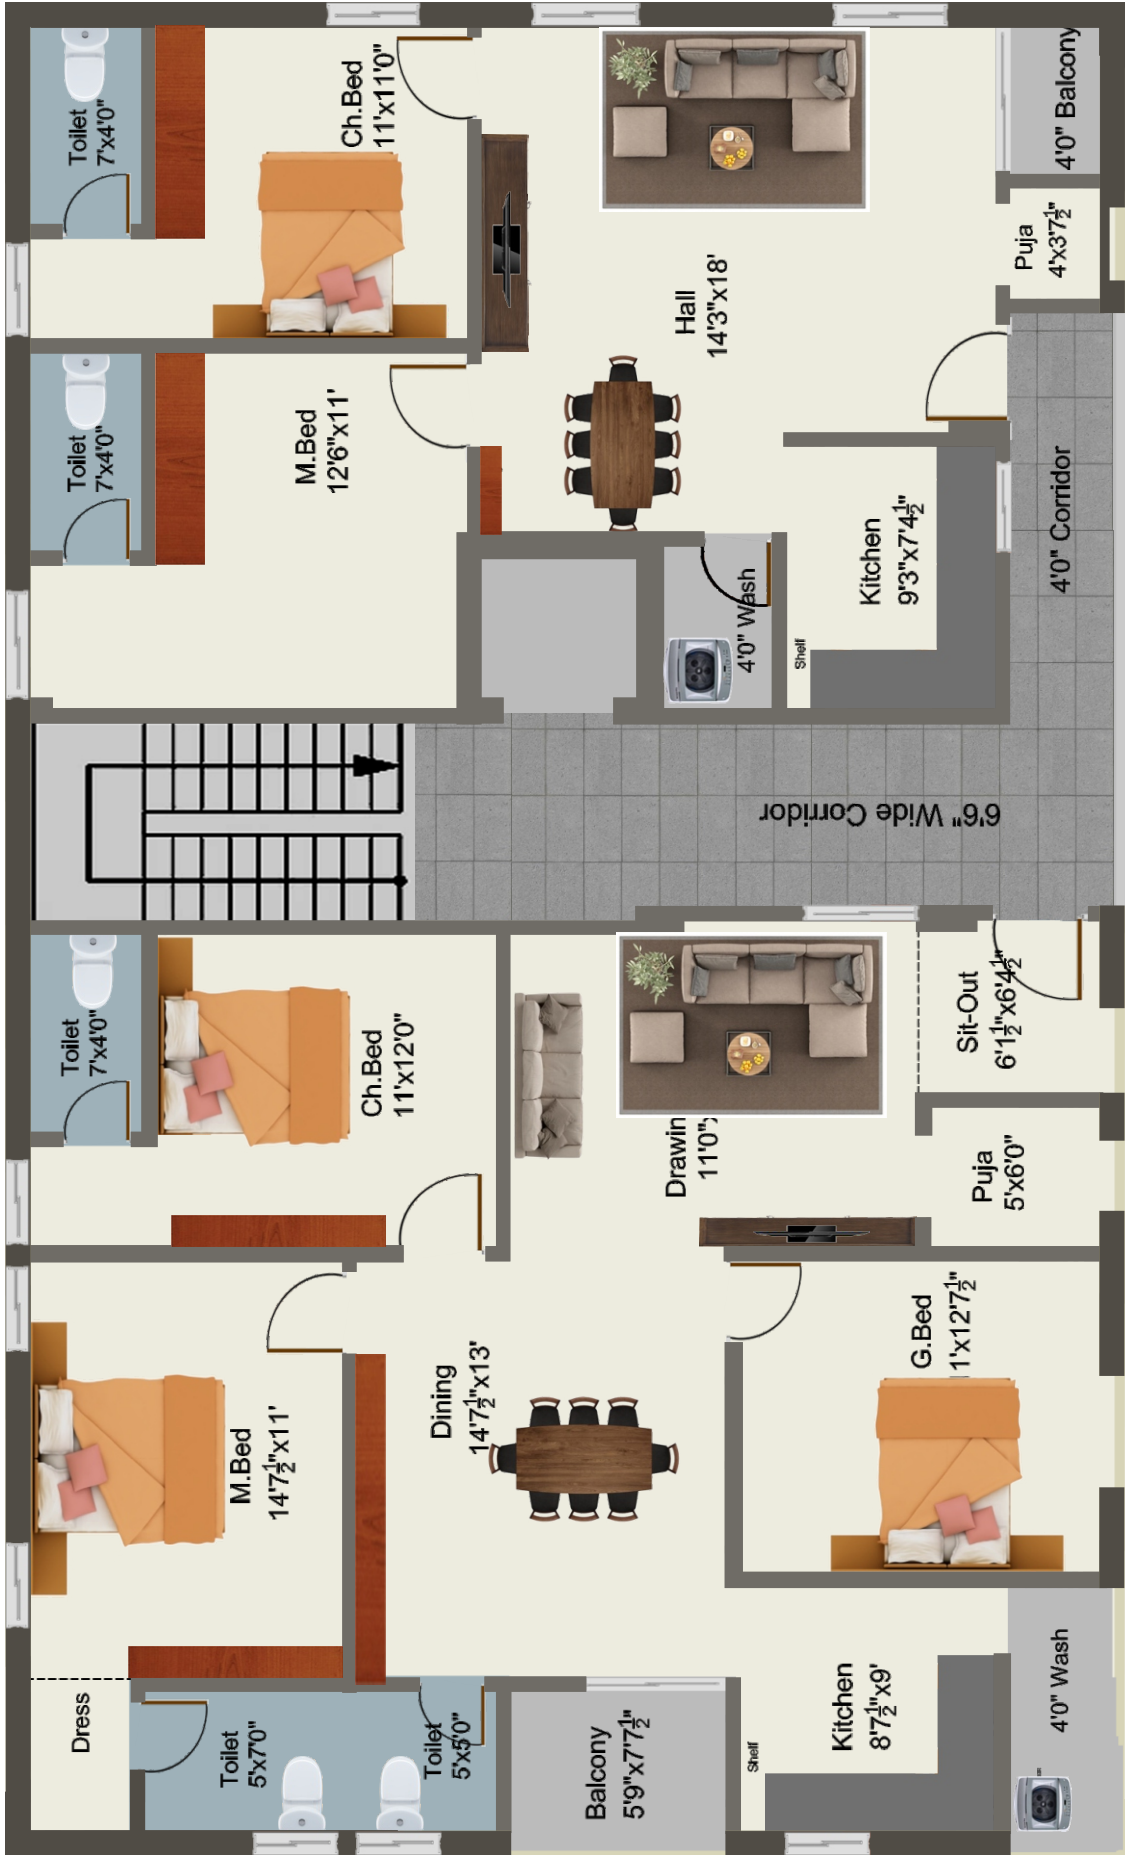 Toilet
7'x4'0"
Ch.Bed
11'x11'0"
4'0" Balcony
Puja
4'x3'7½"
Hall
14'3"x18'
Toilet
7'x4'0"
M.Bed
12'6"x11'
Kitchen
9'3"x7'4½"
4'0" Corridor
4'0" Wash
Shelf
6'6" Wide Corridor
Toilet
7'x4'0"
Ch.Bed
11'x12'0"
Sit-Out
6'1½"x6'4½"
Drawin
11'0"
Puja
5'x6'0"
G.Bed
1'x12'7½"
Dining
14'7½"x13'
M.Bed
14'7½"x11'
Dress
Toilet
5'x7'0"
Toilet
5'x5'0"
Balcony
5'9"x7'7½"
Shelf
Kitchen
8'7½"x9'
4'0" Wash